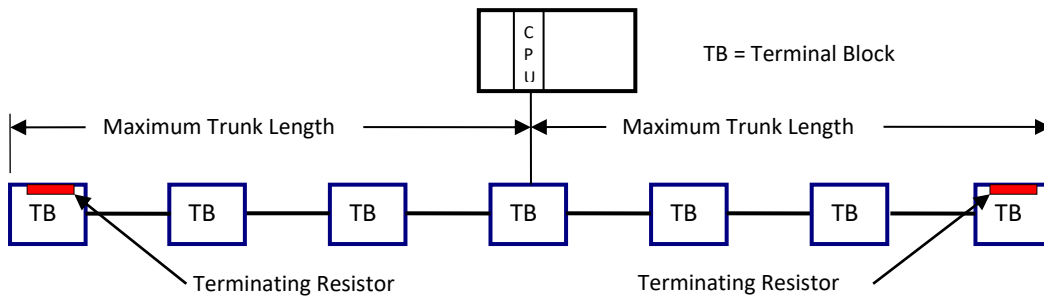 C
P
U
TB = Terminal Block
Maximum Trunk Length
Maximum Trunk Length
TB
TB
TB
TB
TB
TB
TB
Terminating Resistor
Terminating Resistor